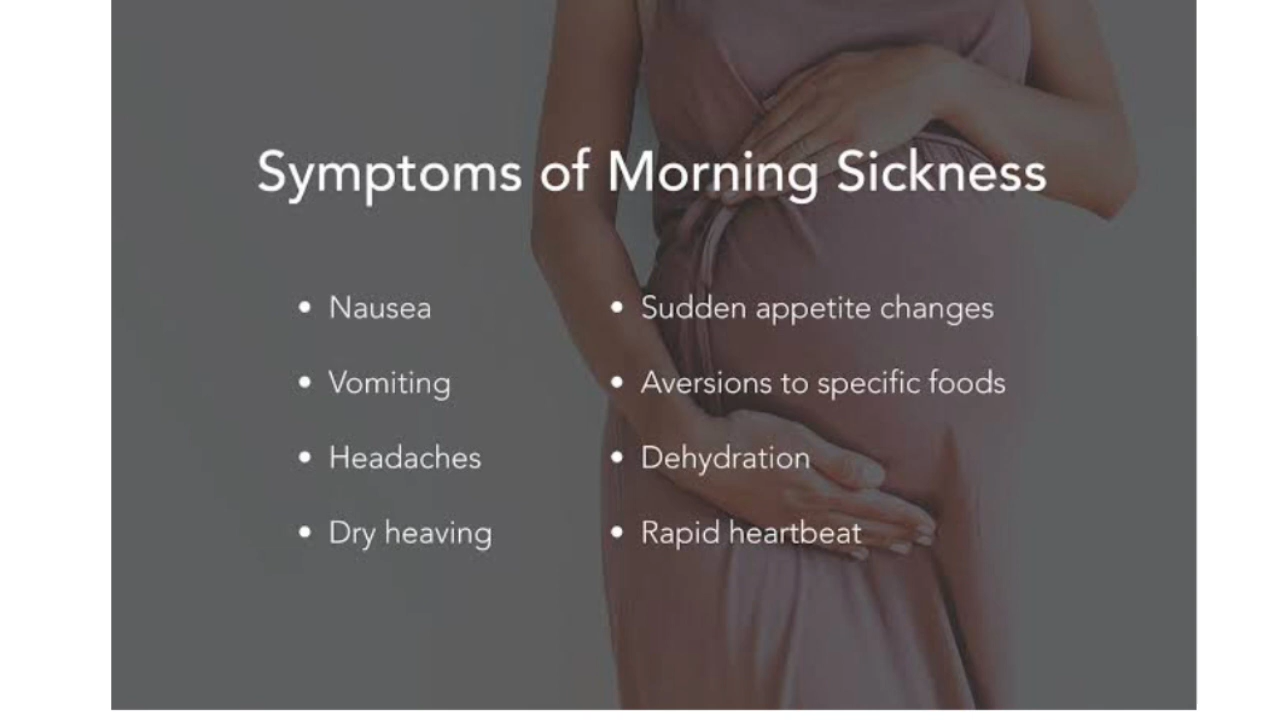 Symptoms of Morning Sickness
• Nausea
• Vomiting
• Headaches
• Dry heaving
• Sudden appetite changes
• Aversions to specific foods
• Dehydration
• Rapid heartbeat